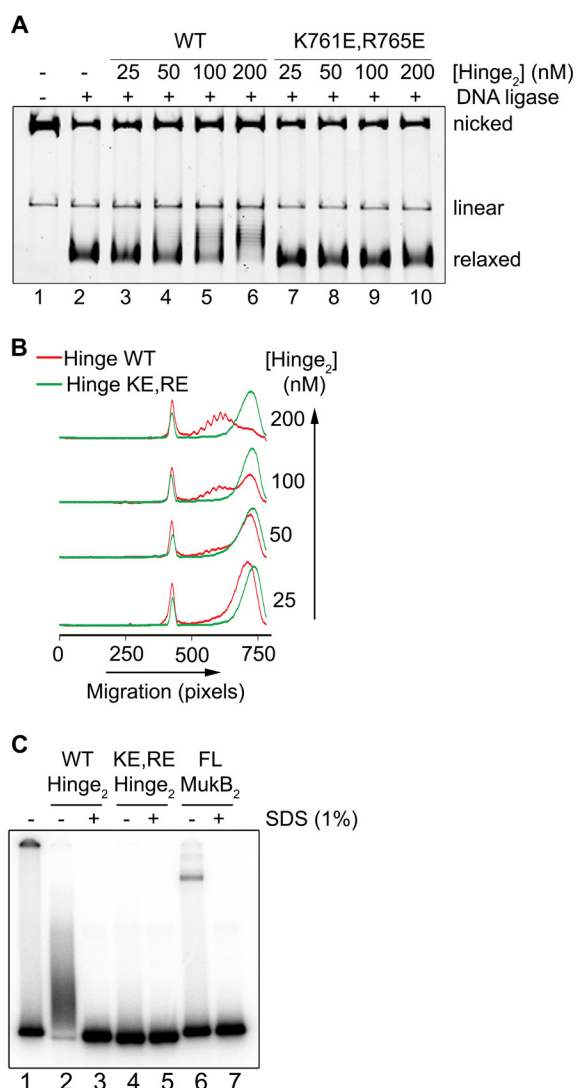 A
WT K761E,R765E
- - 25 50 100 200 25 50 100 200 [Hinge₂] (nM)
- + + + + + + + + + DNA ligase
nicked
linear
relaxed
1 2 3 4 5 6 7 8 9 10
B
Hinge WT [Hinge₂]
Hinge KE,RE (nM)
200
100
50
25
0 250 500 750
Migration (pixels)
C
WT KE,RE FL
Hinge₂ Hinge₂ MukB₂
- - + - + - + SDS (1%)
1 2 3 4 5 6 7